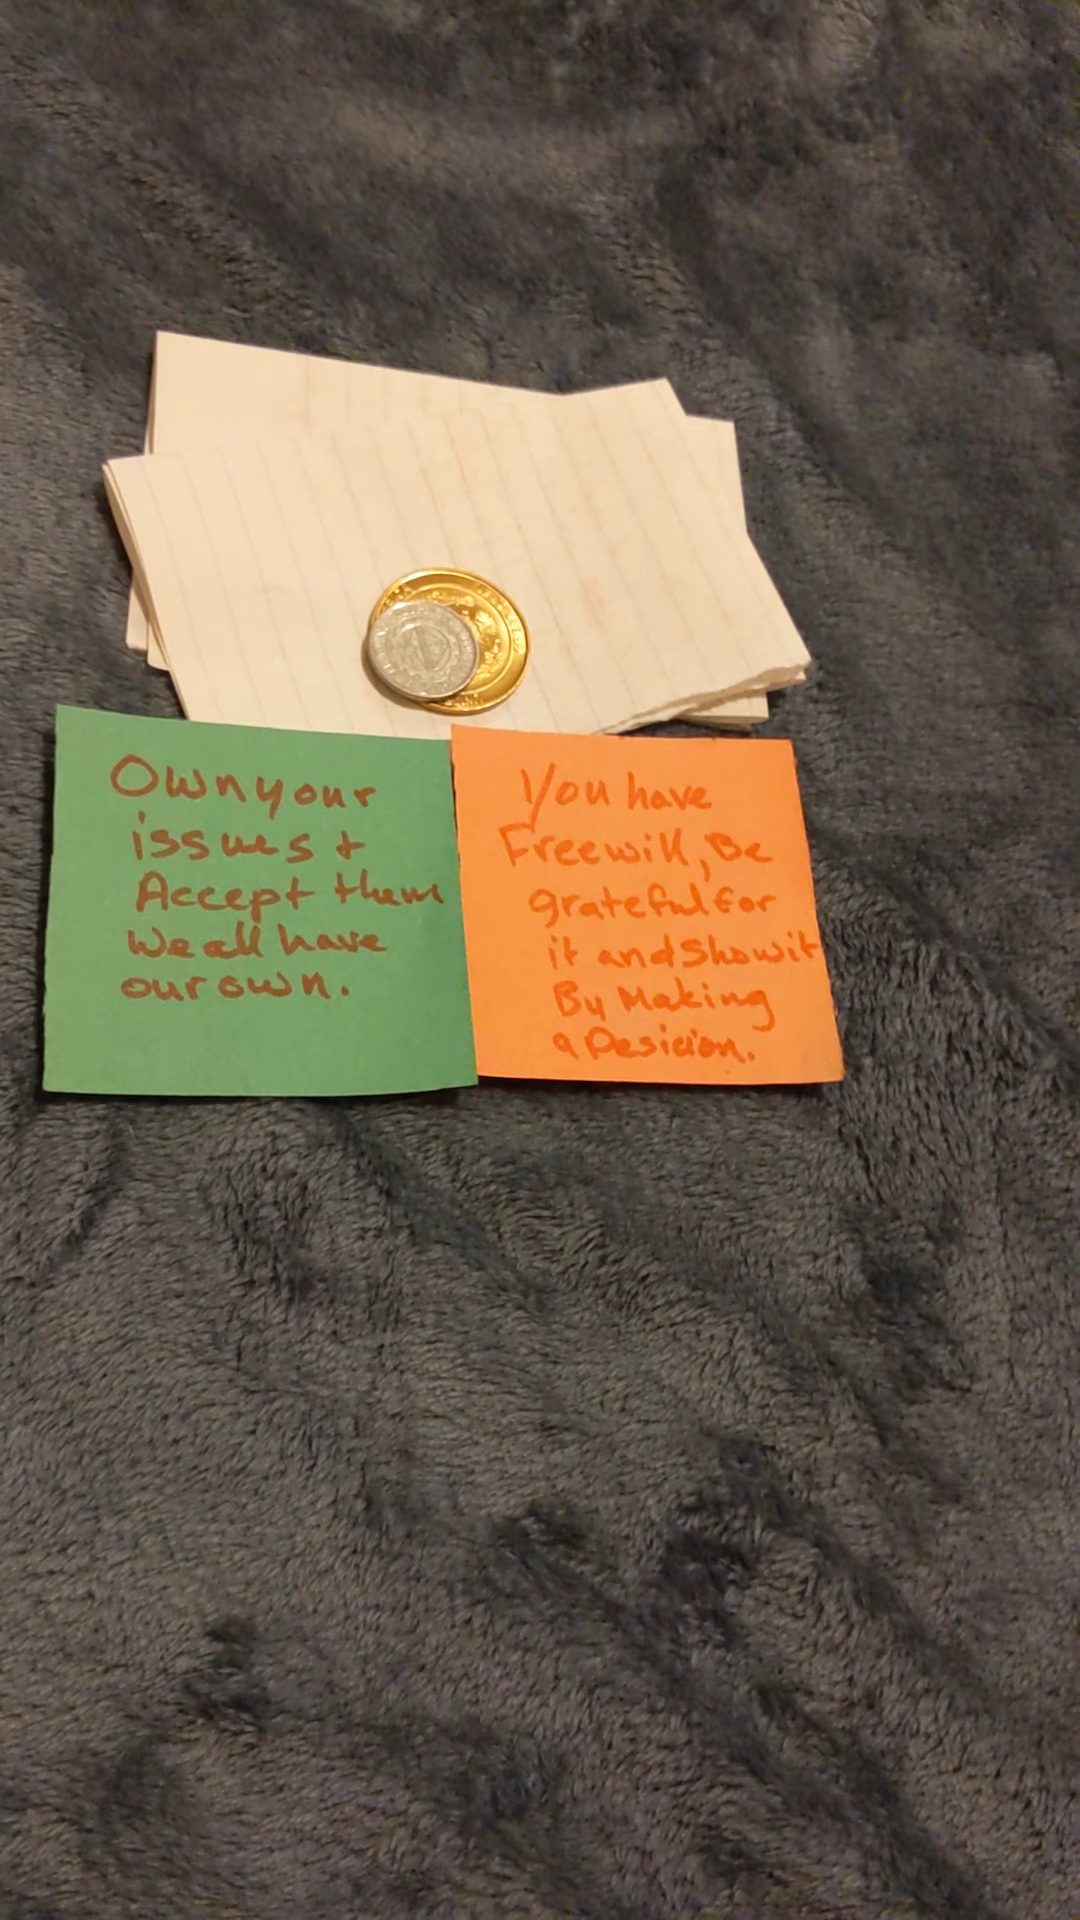 Own your
issues +
Accept them
We all have
our own.
You have
Freewill, Be
grateful for
it and show it
By Making
a Desicion.